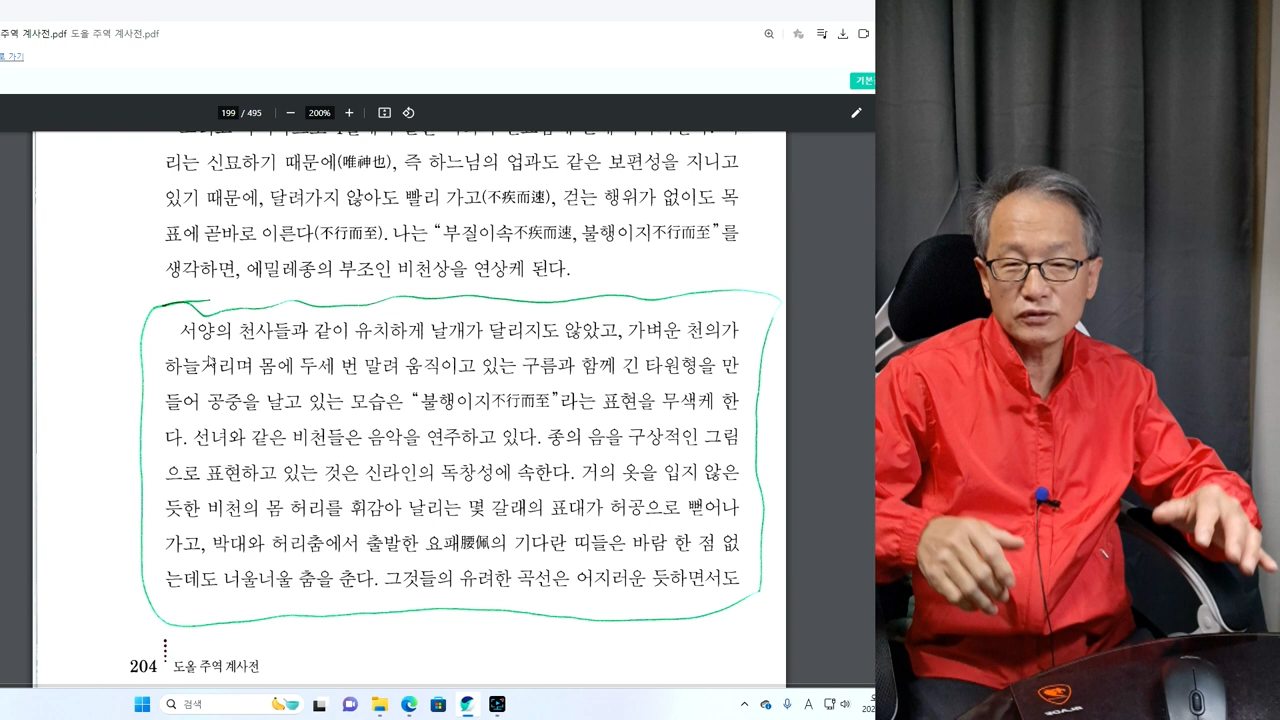 주역 계사전.pdf 도올 주역 계사전.pdf
로 가기
기본
199 / 495
200%
리는 신묘하기 때문에(唯神也), 즉 하느님의 업과도 같은 보편성을 지니고
있기 때문에, 달려가지 않아도 빨리 가고(不疾而速), 걷는 행위가 없이도 목
표에 곧바로 이른다(不行而至). 나는 “부질이속不疾而速, 불행이지不行而至”를
생각하면, 에밀레종의 부조인 비천상을 연상케 된다.
서양의 천사들과 같이 유치하게 날개가 달리지도 않았고, 가벼운 천의가
하늘거리며 몸에 두세 번 말려 움직이고 있는 구름과 함께 긴 타원형을 만
들어 공중을 날고 있는 모습은 “불행이지不行而至”라는 표현을 무색케 한
다. 선녀와 같은 비천들은 음악을 연주하고 있다. 종의 음을 구상적인 그림
으로 표현하고 있는 것은 신라인의 독창성에 속한다. 거의 옷을 입지 않은
듯한 비천의 몸 허리를 휘감아 날리는 몇 갈래의 표대가 허공으로 뻗어나
가고, 박대와 허리춤에서 출발한 요패腰佩의 기다란 띠들은 바람 한 점 없
는데도 너울너울 춤을 춘다. 그것들의 유려한 곡선은 어지러운 듯하면서도
204 도올 주역 계사전
검색
A